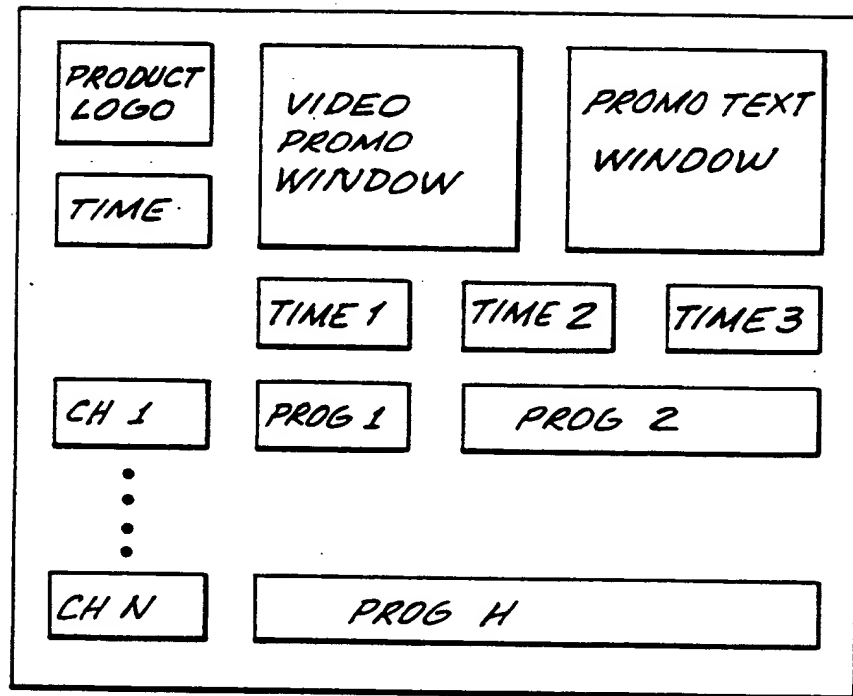 PRODUCT
LOGO
VIDEO
PROMO
WINDOW
PROMO TEXT
WINDOW
TIME
TIME 1
TIME 2
TIME 3
CH 1
PROG 1
PROG 2
CH N
PROG H